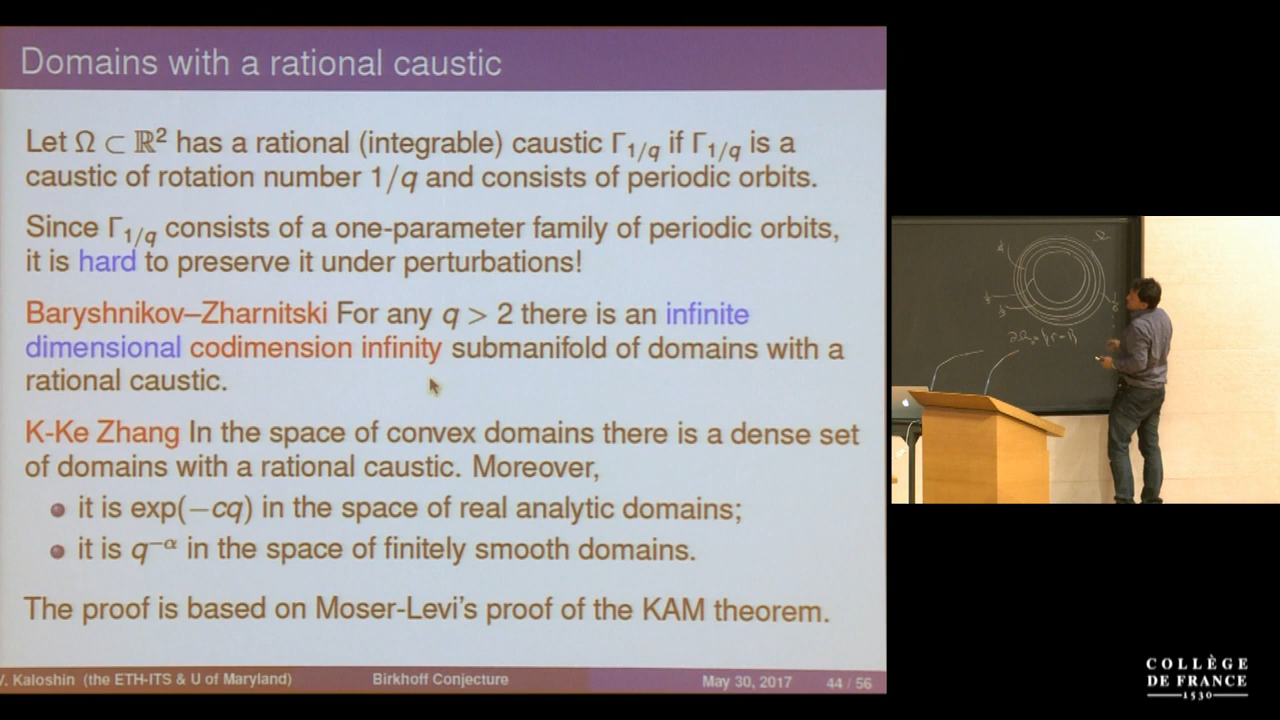 Domains with a rational caustic
Let Ω ⊂ ℝ² has a rational (integrable) caustic Γ_{1/q} if Γ_{1/q} is a
caustic of rotation number 1/q and consists of periodic orbits.
Since Γ_{1/q} consists of a one-parameter family of periodic orbits,
it is hard to preserve it under perturbations!
Baryshnikov–Zharnitski For any q > 2 there is an infinite
dimensional codimension infinity submanifold of domains with a
rational caustic.
K-Ke Zhang In the space of convex domains there is a dense set
of domains with a rational caustic. Moreover,
it is exp(−cq) in the space of real analytic domains;
it is q^{−α} in the space of finitely smooth domains.
The proof is based on Moser-Levi's proof of the KAM theorem.
V. Kaloshin (the ETH-ITS & U of Maryland) Birkhoff Conjecture May 30, 2017 44 / 56
COLLÈGE
DE FRANCE
1530